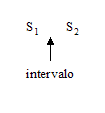 S1 S2
intervalo